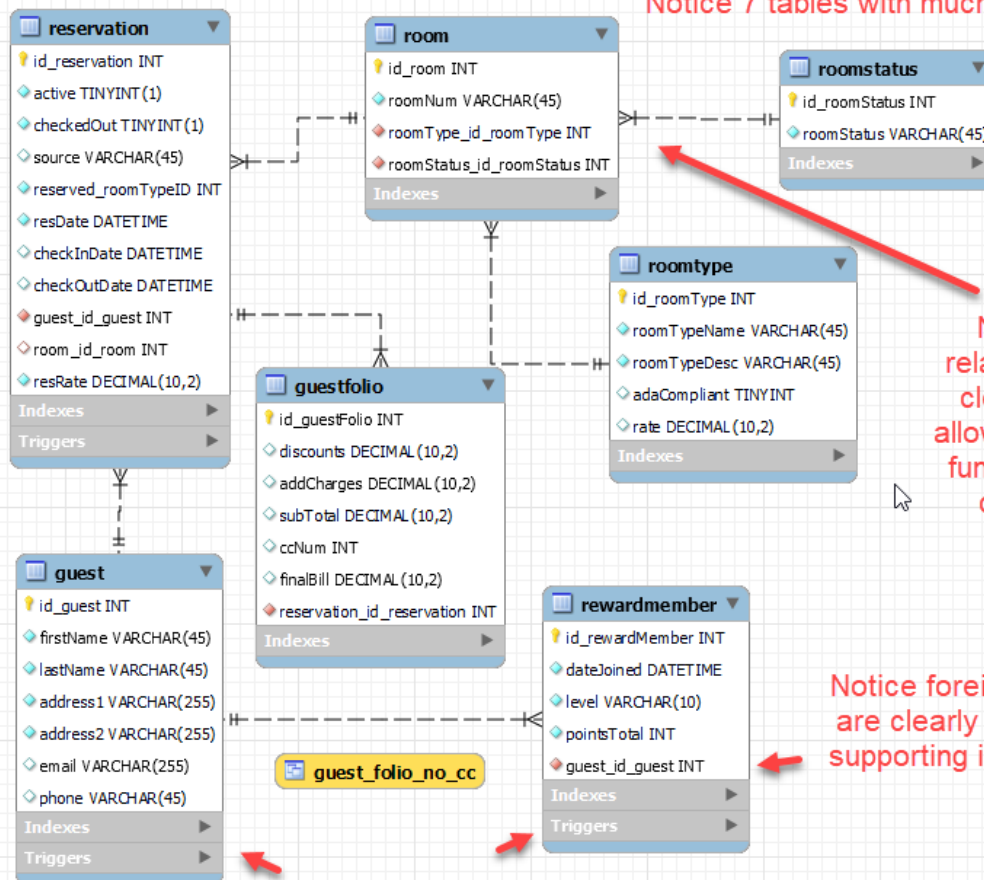 Notice 7 tables with much
reservation
id_reservation INT
active TINYINT(1)
checkedOut TINYINT(1)
source VARCHAR(45)
reserved_roomTypeID INT
resDate DATETIME
checkInDate DATETIME
checkOutDate DATETIME
guest_id_guest INT
room_id_room INT
resRate DECIMAL(10,2)
Indexes
Triggers
room
id_room INT
roomNum VARCHAR(45)
roomType_id_roomType INT
roomStatus_id_roomStatus INT
Indexes
roomstatus
id_roomStatus INT
roomStatus VARCHAR(45)
Indexes
roomtype
id_roomType INT
roomTypeName VARCHAR(45)
roomTypeDesc VARCHAR(45)
adaCompliant TINYINT
rate DECIMAL(10,2)
Indexes
guestfolio
id_guestFolio INT
discounts DECIMAL(10,2)
addCharges DECIMAL(10,2)
subTotal DECIMAL(10,2)
ccNum INT
finalBill DECIMAL(10,2)
reservation_id_reservation INT
Indexes
guest
id_guest INT
firstName VARCHAR(45)
lastName VARCHAR(45)
address1 VARCHAR(255)
address2 VARCHAR(255)
email VARCHAR(255)
phone VARCHAR(45)
Indexes
Triggers
guest_folio_no_cc
rewardmember
id_rewardMember INT
dateJoined DATETIME
level VARCHAR(10)
pointsTotal INT
guest_id_guest INT
Indexes
Triggers
Notice forei
are clearly
supporting i